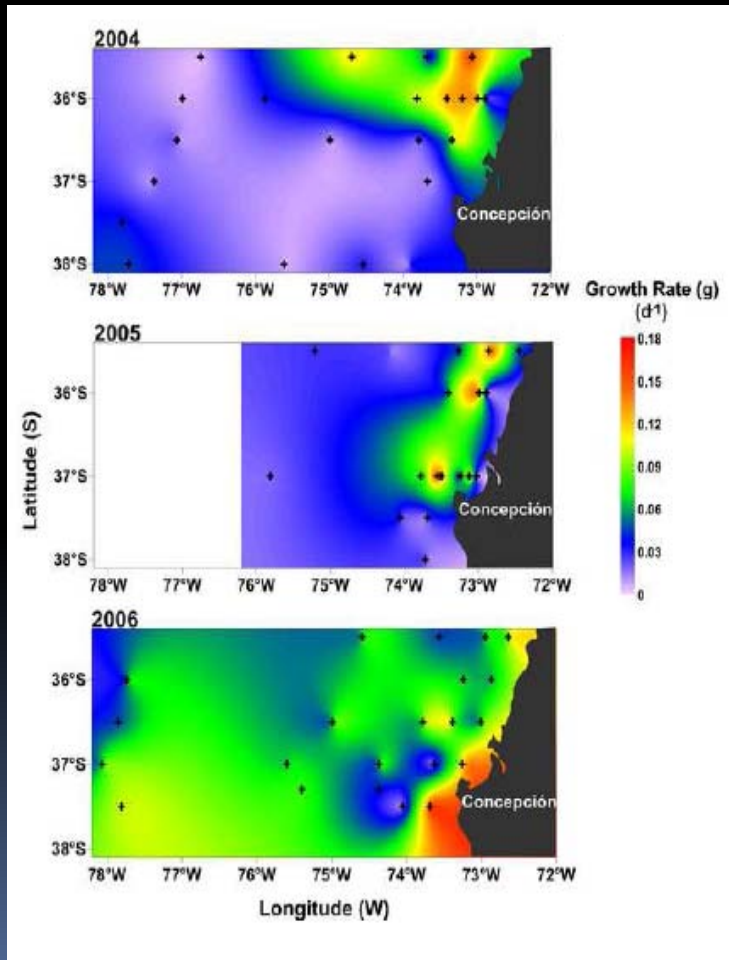 2004
36°S
37°S
Concepción
38°S
78°W 77°W 76°W 75°W 74°W 73°W 72°W
Growth Rate (g)
(d-1)
0.18
0.15
0.12
0.09
0.06
0.03
0
2005
36°S
37°S
Concepción
38°S
78°W 77°W 76°W 75°W 74°W 73°W 72°W
Latitude (S)
2006
36°S
37°S
Concepción
38°S
78°W 77°W 76°W 75°W 74°W 73°W 72°W
Longitude (W)